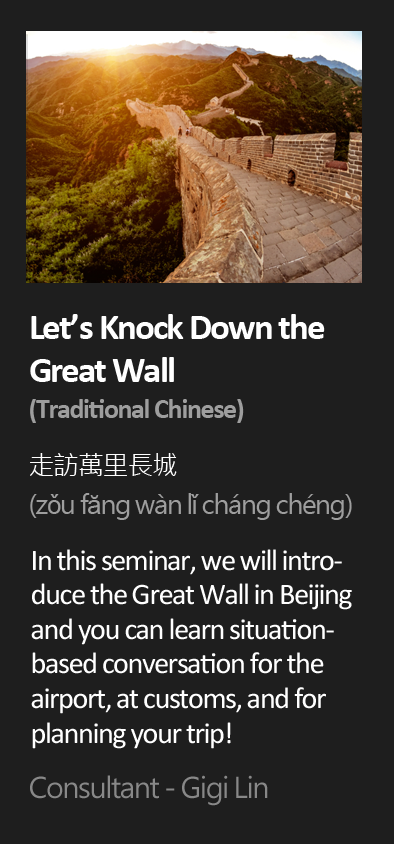 Let's Knock Down the
Great Wall
(Traditional Chinese)
走訪萬里長城
(zǒu fǎng wàn lǐ cháng chéng)
In this seminar, we will intro-
duce the Great Wall in Beijing
and you can learn situation-
based conversation for the
airport, at customs, and for
planning your trip!
Consultant - Gigi Lin